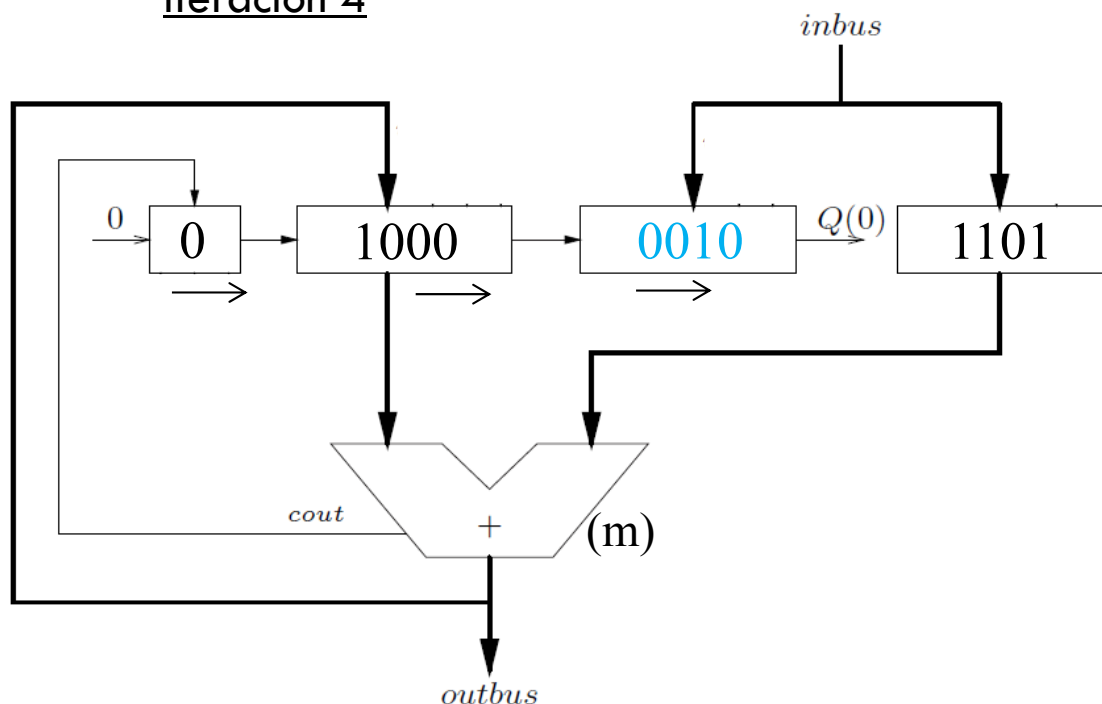 Iteración 4
inbus
0
0
1000
0010
Q(0)
1101
cout
+
(m)
outbus